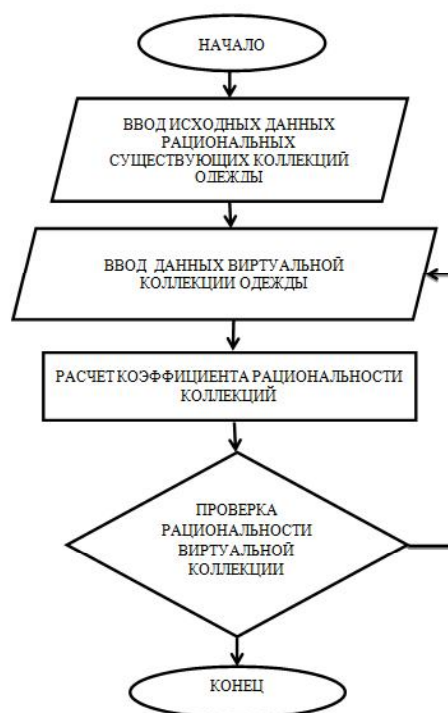 НАЧАЛО
ВВОД ИСХОДНЫХ ДАННЫХ
РАЦИОНАЛЬНЫХ
СУЩЕСТВУЮЩИХ КОЛЛЕКЦИЙ
ОДЕЖДЫ
ВВОД ДАННЫХ ВИРТУАЛЬНОЙ
КОЛЛЕКЦИИ ОДЕЖДЫ
РАСЧЕТ КОЭФФИЦИЕНТА РАЦИОНАЛЬНОСТИ
КОЛЛЕКЦИЙ
ПРОВЕРКА
РАЦИОНАЛЬНОСТИ
ВИРТУАЛЬНОЙ
КОЛЛЕКЦИИ
КОНЕЦ